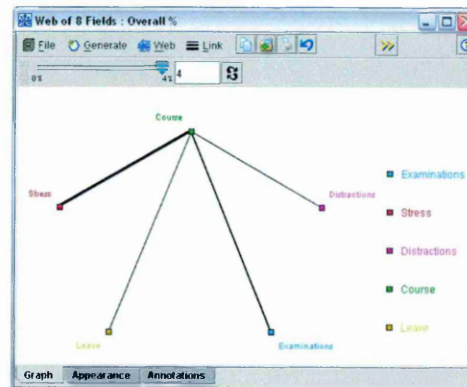 Web of 8 Fields : Overall %
File Generate Web Link
0% 4% 4
Course
Stress
Distractions
Leave
Examinations
Examinations
Stress
Distractions
Course
Leave
Graph Appearance Annotations